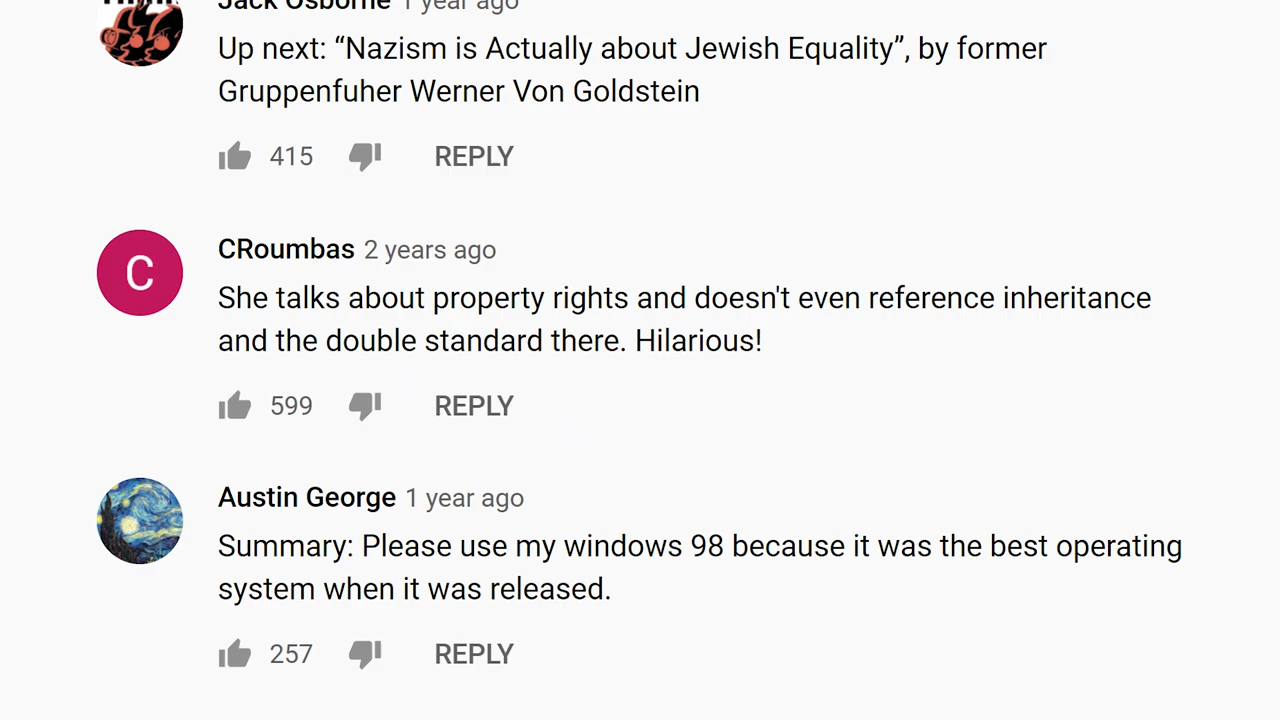 Jack Osborne 1 year ago
Up next: “Nazism is Actually about Jewish Equality”, by former
Gruppenfuher Werner Von Goldstein
415 REPLY
C
CRoumbas 2 years ago
She talks about property rights and doesn't even reference inheritance
and the double standard there. Hilarious!
599 REPLY
Austin George 1 year ago
Summary: Please use my windows 98 because it was the best operating
system when it was released.
257 REPLY